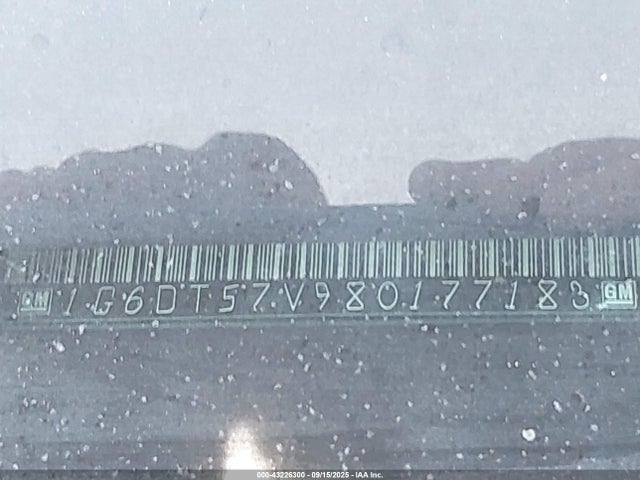 GM 1G6DT57V980177183 GM
000-43226300 - 09/15/2025 - IAA Inc.